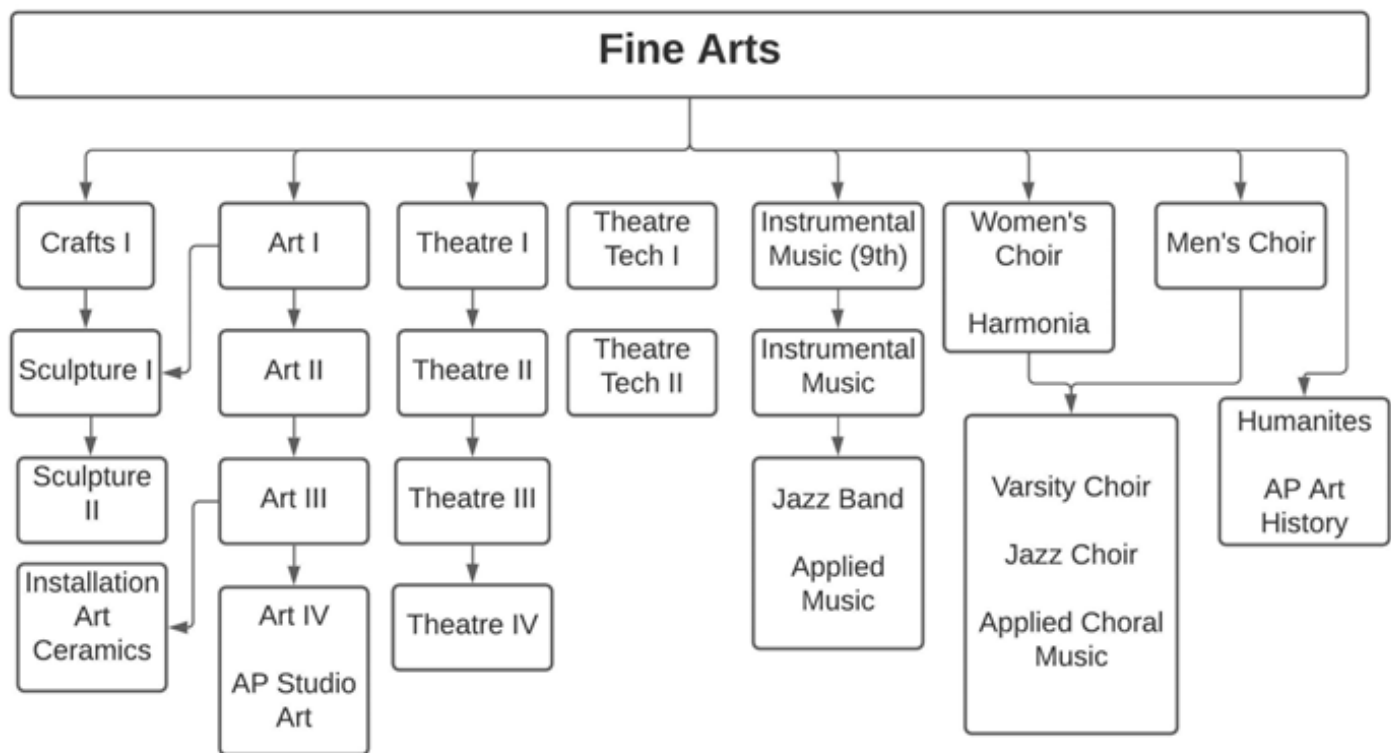 Fine Arts
Crafts I
Art I
Theatre I
Theatre
Tech I
Instrumental
Music (9th)
Women's
Choir
Harmonia
Men's Choir
Sculpture I
Art II
Theatre II
Theatre
Tech II
Instrumental
Music
Humanites
AP Art
History
Sculpture
II
Art III
Theatre III
Jazz Band
Applied
Music
Varsity Choir
Jazz Choir
Applied Choral
Music
Installation
Art
Ceramics
Art IV
AP Studio
Art
Theatre IV